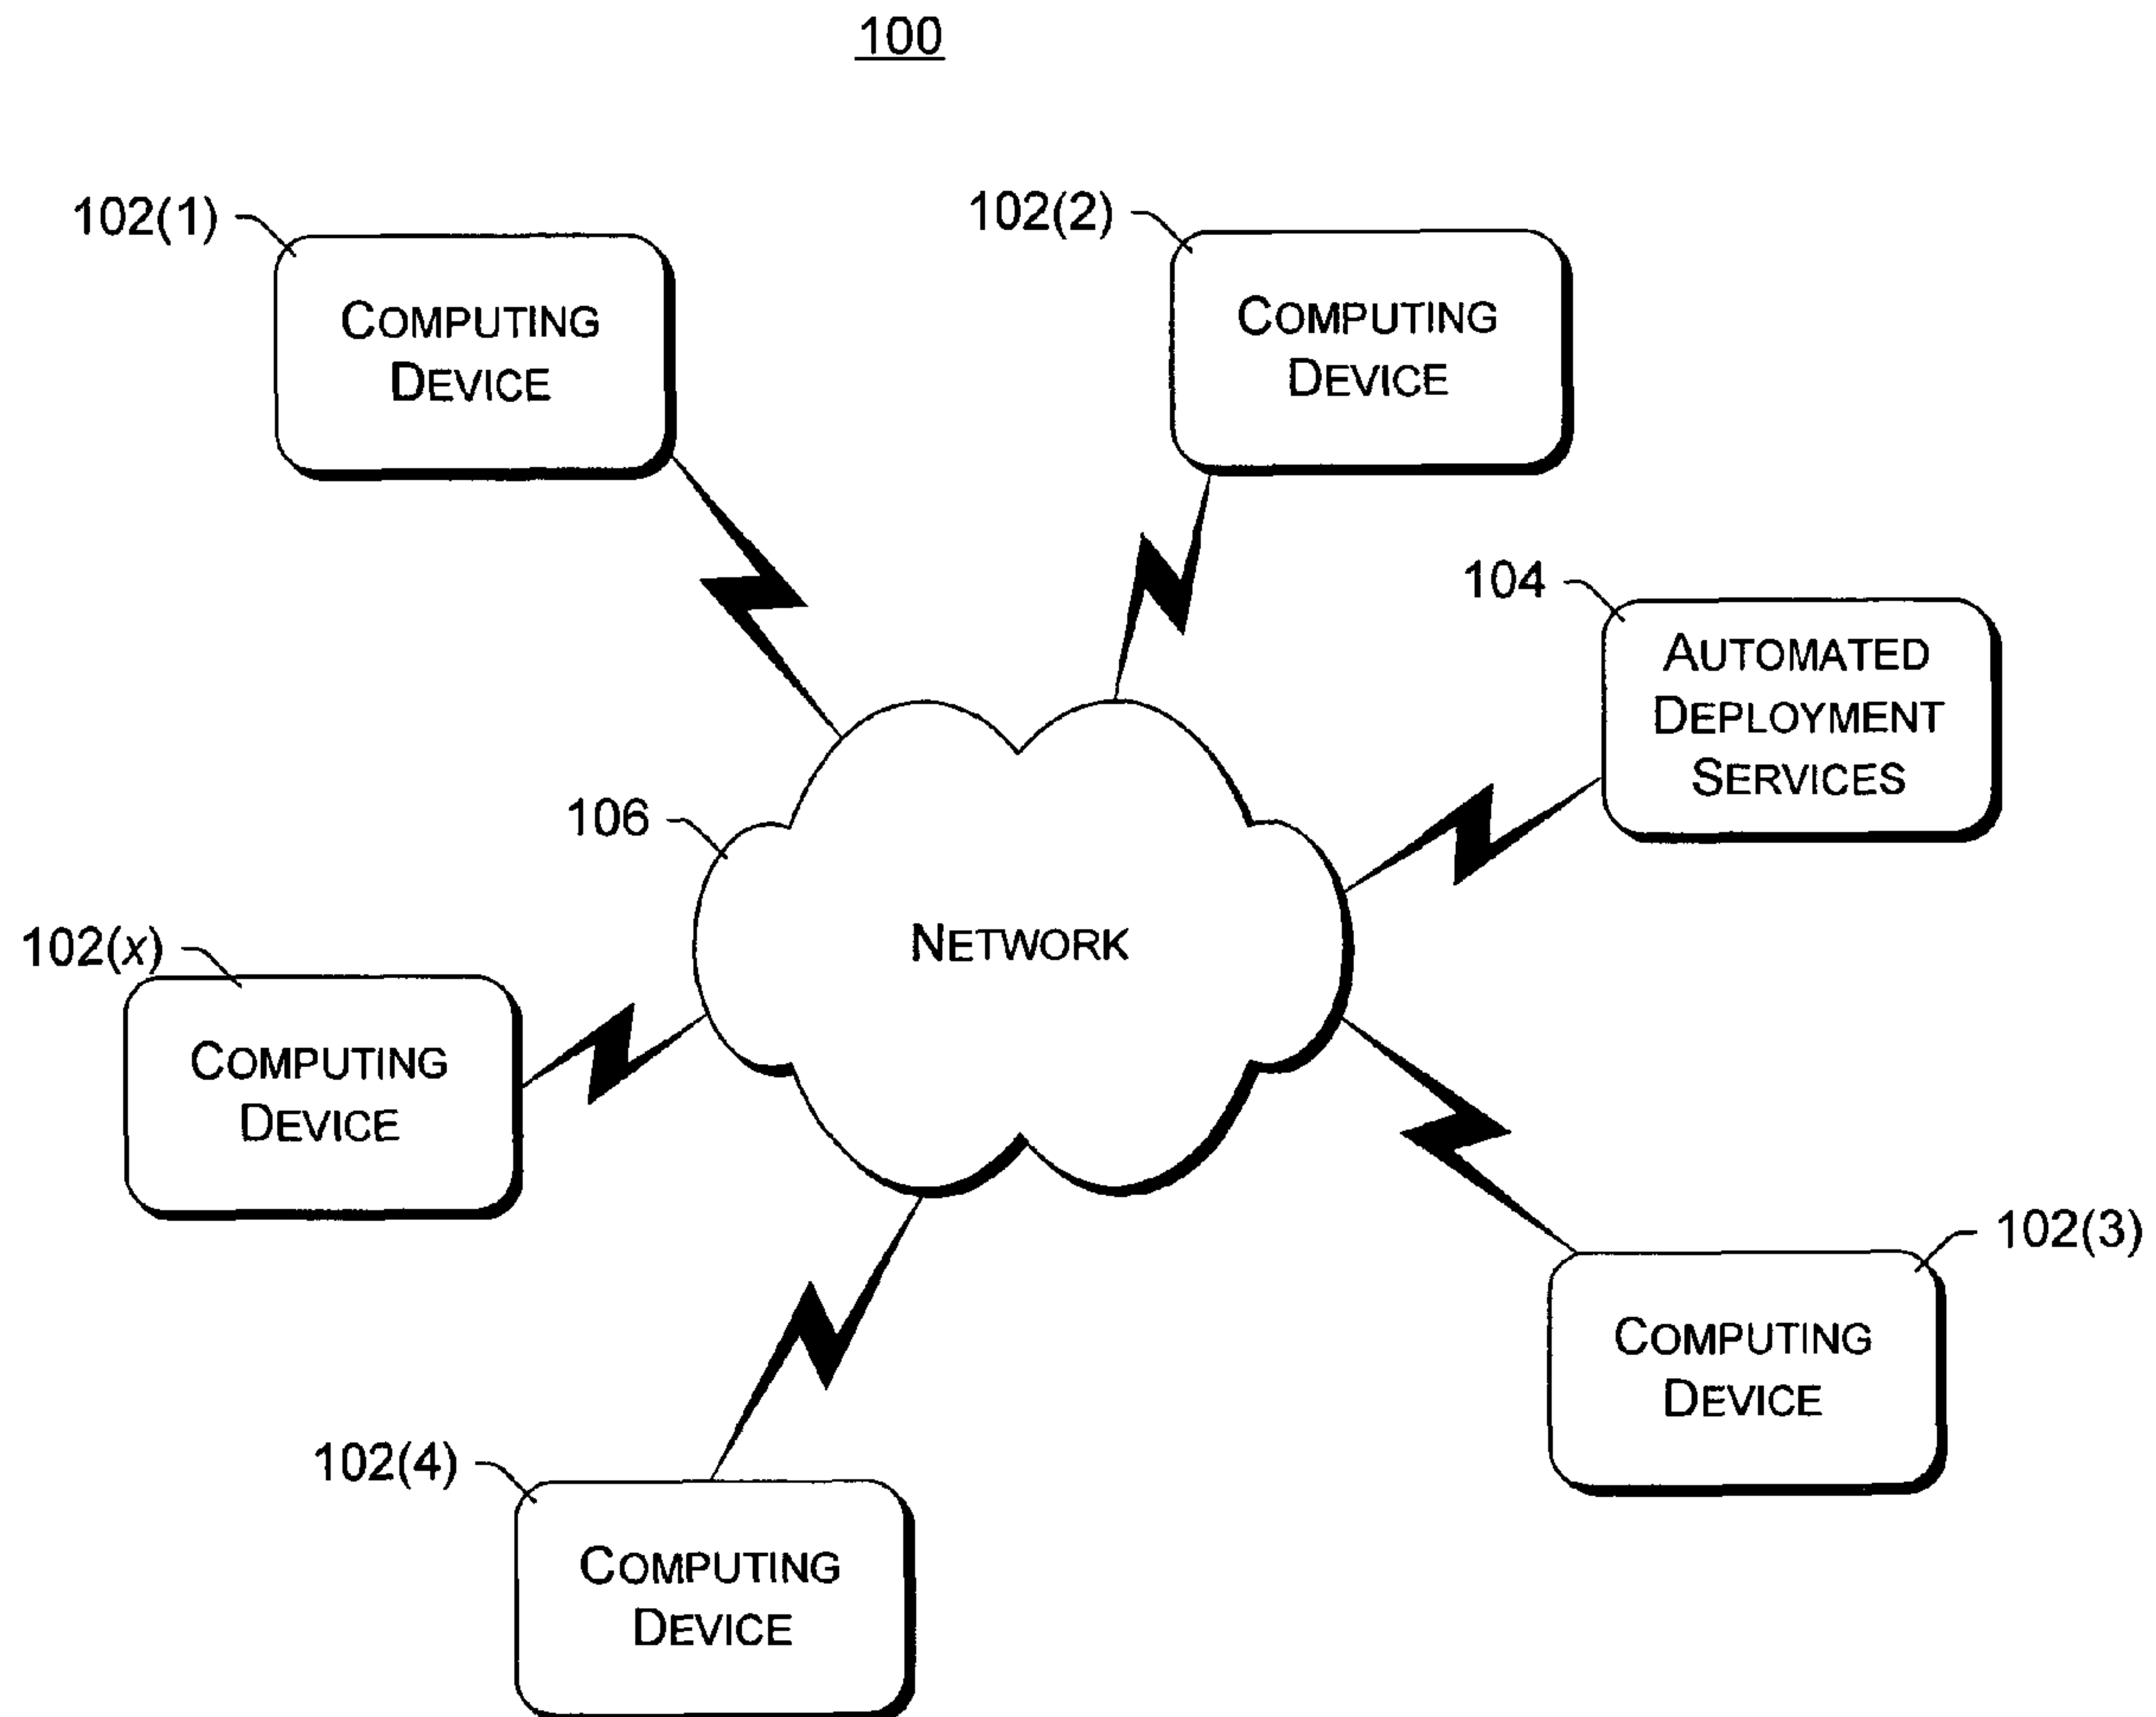 100
102(1)
COMPUTING
DEVICE
102(2)
COMPUTING
DEVICE
104
AUTOMATED
DEPLOYMENT
SERVICES
106
NETWORK
102(x)
COMPUTING
DEVICE
102(3)
COMPUTING
DEVICE
102(4)
COMPUTING
DEVICE